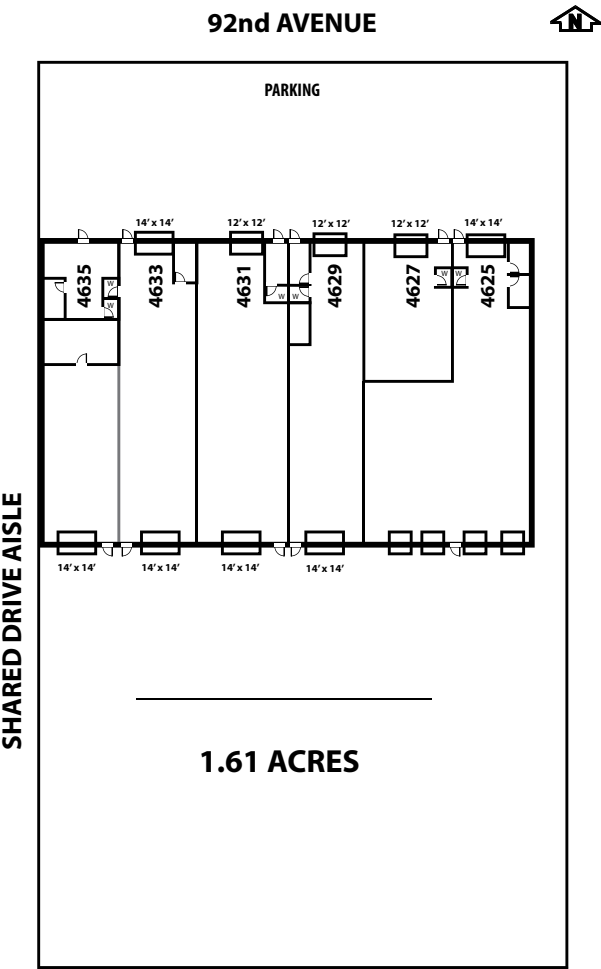 92nd AVENUE
N
PARKING
14’ x 14’
12’ x 12’
12’ x 12’
12’ x 12’
14’ x 14’
4635
4633
4631
4629
4627
4625
W
W
W
W
W
W
14’ x 14’
14’ x 14’
14’ x 14’
14’ x 14’
SHARED DRIVE AISLE
1.61 ACRES